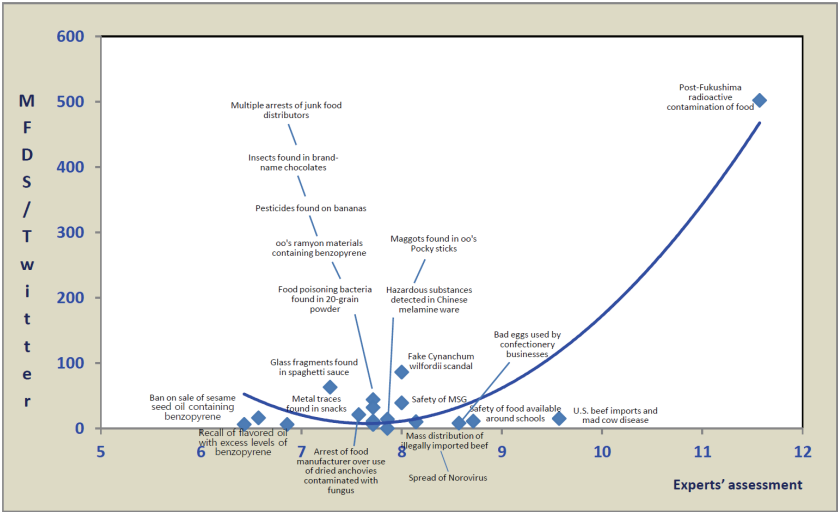 M
F
D
S
/
T
w
i
t
t
e
r
600
500
400
300
200
100
0
Post-Fukushima
radioactive
contamination of food
Multiple arrests of junk food
distributors
Insects found in brand-
name chocolates
Pesticides found on bananas
oo's ramyon materials
containing benzopyrene
Food poisoning bacteria
found in 20-grain
powder
Maggots found in oo's
Pocky sticks
Hazardous substances
detected in Chinese
melamine ware
Bad eggs used by
confectionery
businesses
Fake Cynanchum
wilfordii scandal
Glass fragments found
in spaghetti sauce
Ban on sale of sesame
seed oil containing
benzopyrene
Metal traces
found in snacks
Safety of MSG
Safety of food available
around schools
U.S. beef imports and
mad cow disease
Recall of flavored oil
with excess levels of
benzopyrene
Arrest of food
manufacturer over use
of dried anchovies
contaminated with
fungus
Mass distribution of
illegally imported beef
Spread of Norovirus
5 6 7 8 9 10 11 12
Experts' assessment